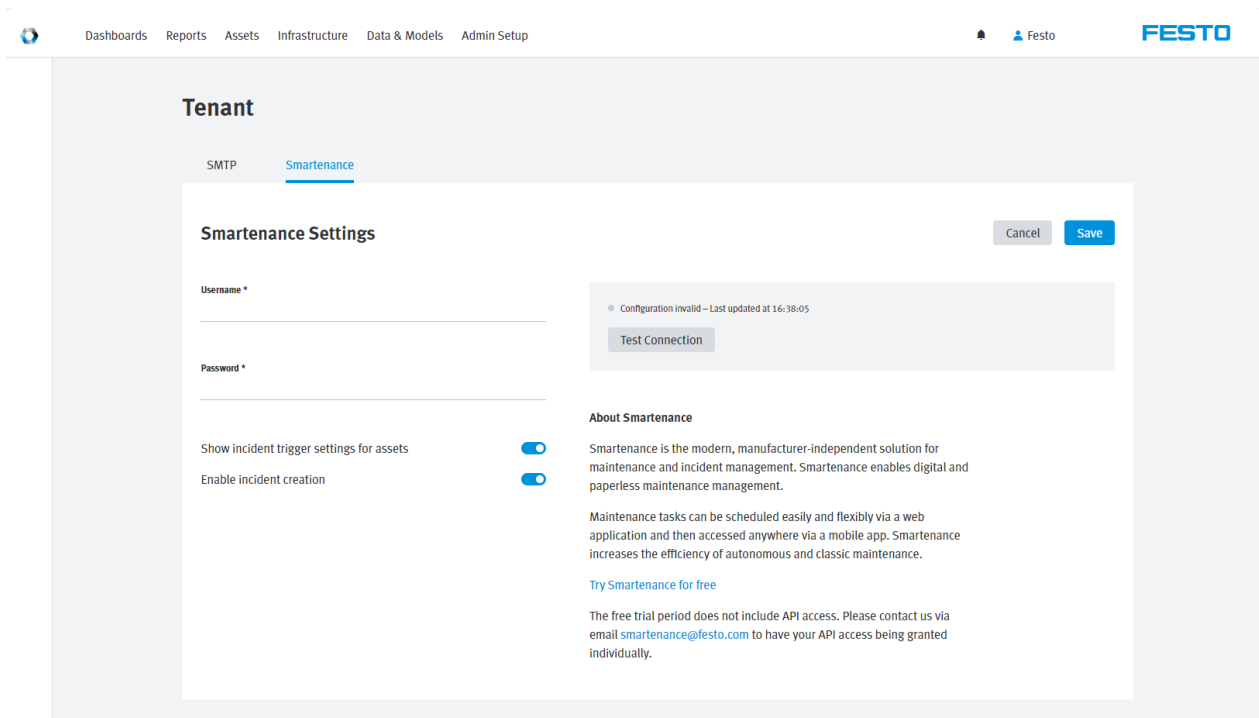 Dashboards Reports Assets Infrastructure Data & Models Admin Setup Festo FESTO
Tenant
SMTP Smartenance
Smartenance Settings
Cancel Save
Username *
Password *
Show incident trigger settings for assets
Enable incident creation
Configuration invalid – Last updated at 16:38:05
Test Connection
About Smartenance
Smartenance is the modern, manufacturer-independent solution for
maintenance and incident management. Smartenance enables digital and
paperless maintenance management.
Maintenance tasks can be scheduled easily and flexibly via a web
application and then accessed anywhere via a mobile app. Smartenance
increases the efficiency of autonomous and classic maintenance.
Try Smartenance for free
The free trial period does not include API access. Please contact us via
email smartenance@festo.com to have your API access being granted
individually.